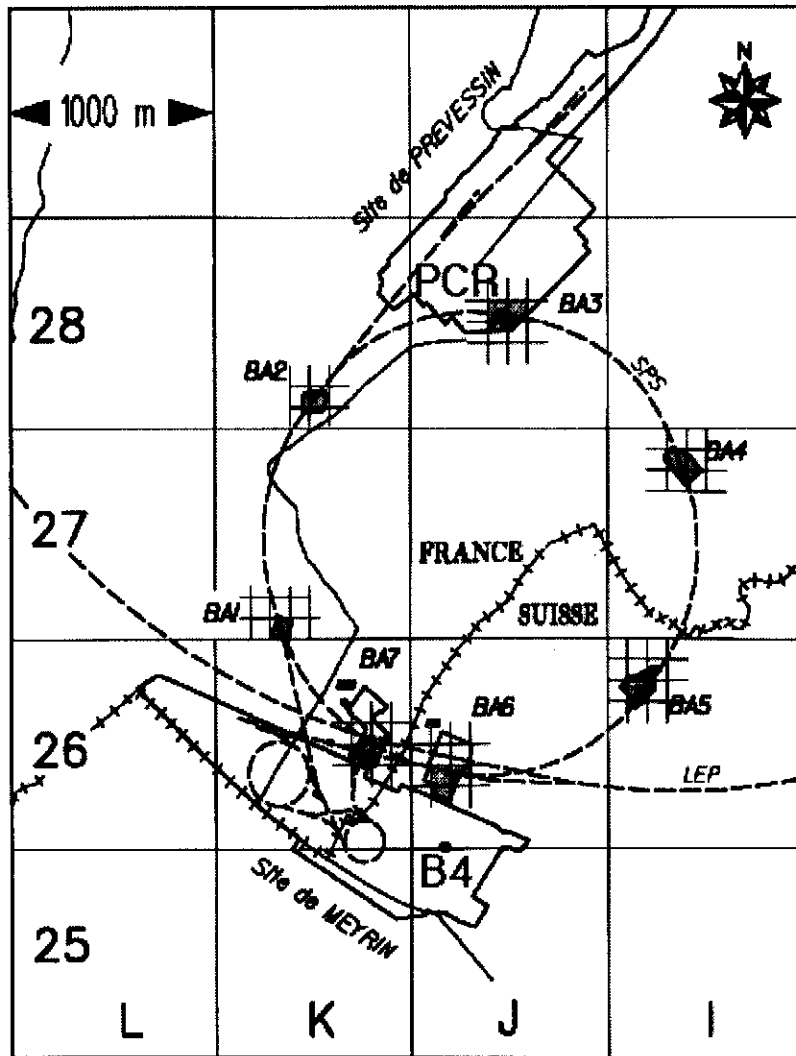 N
1000 m
Site de PREVESSIN
PCR
BA3
28
BA2
SPS
BA4
27
FRANCE
SUISSE
BA1
BA7
BA6
BA5
26
LEP
B4
Site de MEYRIN
25
L K J I